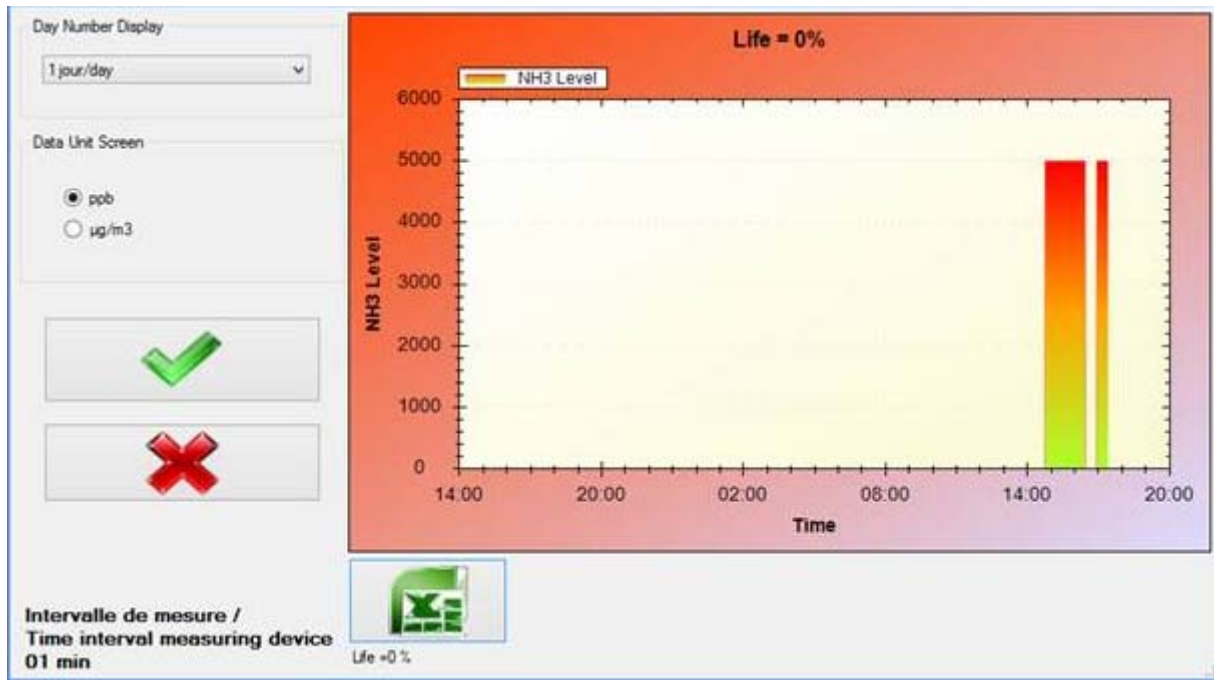 Day Number Display
1 jour/day
Data Unit Screen
ppb
µg/m3
Intervalle de mesure /
Time interval measuring device
01 min
Life = 0%
NH3 Level
6000
5000
4000
3000
2000
1000
0
NH3 Level
14:00 20:00 02:00 08:00 14:00 20:00
Time
Life =0 %